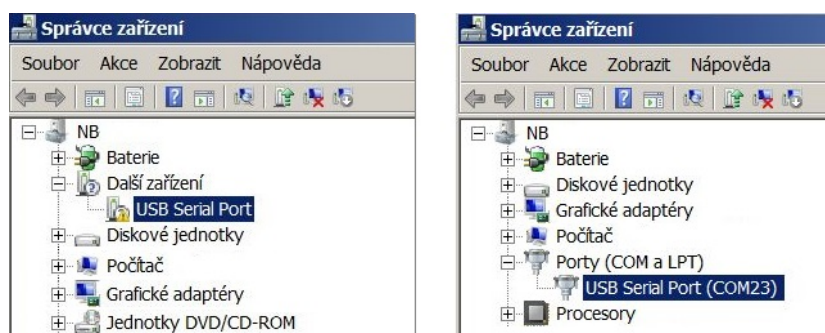 Správce zařízení
Soubor Akce Zobrazit Nápověda
NB
Baterie
Další zařízení
USB Serial Port
Diskové jednotky
Počítač
Grafické adaptéry
Jednotky DVD/CD-ROM
Správce zařízení
Soubor Akce Zobrazit Nápověda
NB
Baterie
Diskové jednotky
Grafické adaptéry
Počítač
Porty (COM a LPT)
USB Serial Port (COM23)
Procesory